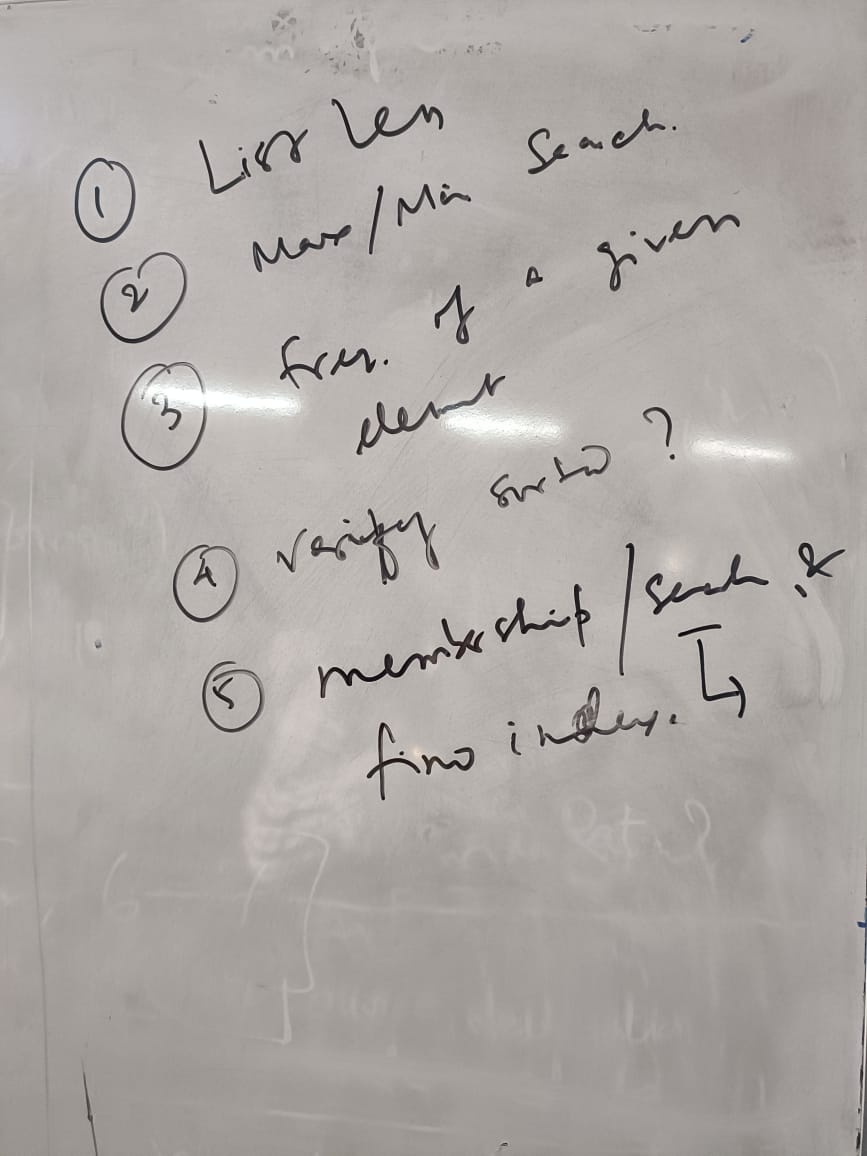 ① List Len
② Max/Min Search.
③ freq. of a given
element
④ Verify sorted ?
⑤ membership/search &
find index.